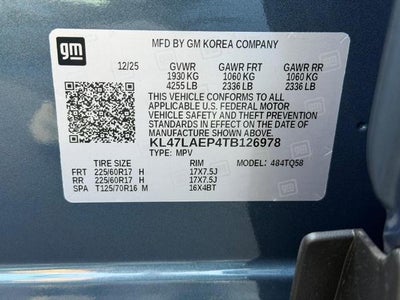 gm
MFD BY GM KOREA COMPANY
12/25 GVWR GAWR FRT GAWR RR
1930 KG 1060 KG 1060 KG
4255 LB 2336 LB 2336 LB
THIS VEHICLE CONFORMS TO ALL
APPLICABLE U.S. FEDERAL MOTOR
VEHICLE SAFETY AND THEFT PREVENTION
STANDARDS IN EFFECT ON THE DATE
OF MANUFACTURE SHOWN ABOVE.
KL47LAEP4TB126978
TYPE: MPV
TIRE SIZE RIM MODEL: 484TQ58
FRT 225/60R17 H 17X7.5J
RR 225/60R17 H 17X7.5J
SPA T125/70R16 M 16X4BT